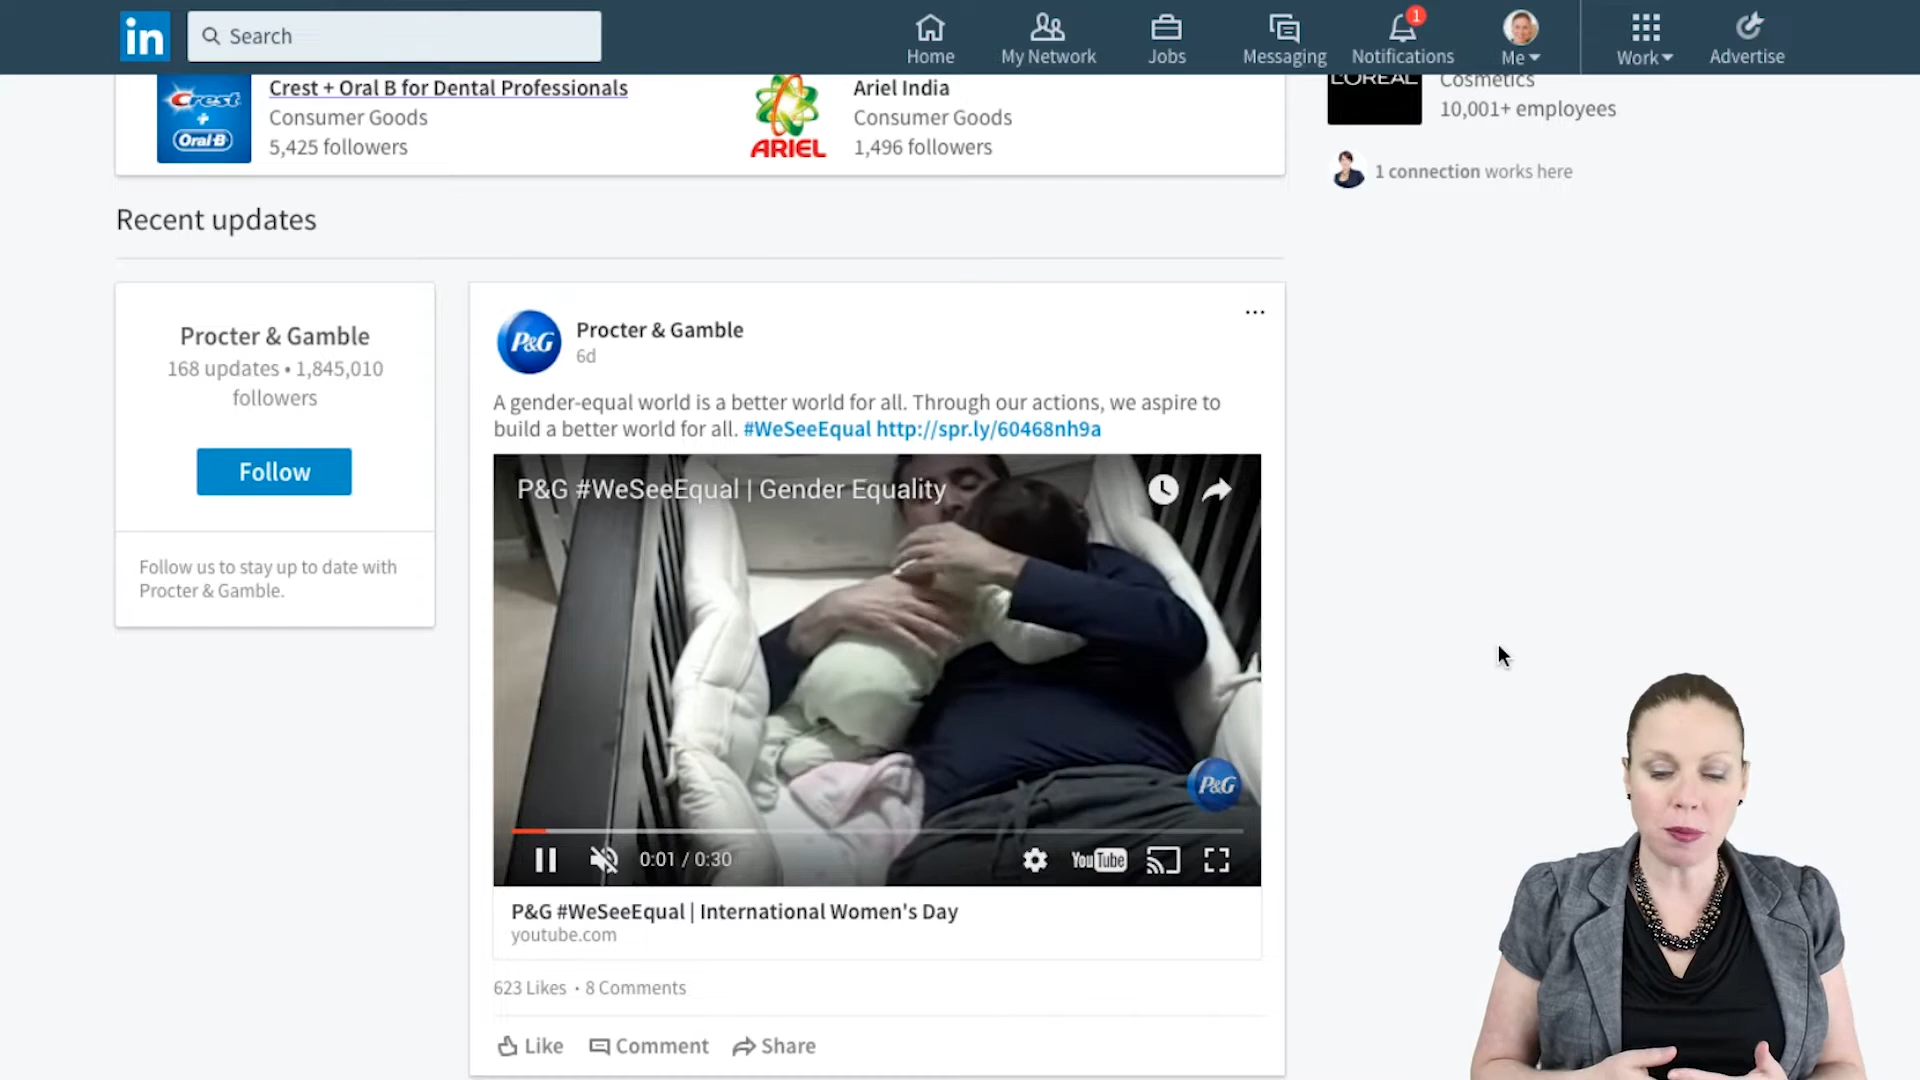 in
Search
Home
My Network
Jobs
Messaging
1
Notifications
Me
Work
Advertise
Crest
+
Oral-B
Crest + Oral B for Dental Professionals
Consumer Goods
5,425 followers
ARIEL
Ariel India
Consumer Goods
1,496 followers
L'OREAL
Cosmetics
10,001+ employees
1 connection works here
Recent updates
Procter & Gamble
168 updates • 1,845,010
followers
Follow
Follow us to stay up to date with
Procter & Gamble.
P&G
Procter & Gamble
6d
A gender-equal world is a better world for all. Through our actions, we aspire to
build a better world for all. #WeSeeEqual http://spr.ly/60468nh9a
P&G #WeSeeEqual | Gender Equality
P&G
0:01 / 0:30
YouTube
P&G #WeSeeEqual | International Women's Day
youtube.com
623 Likes • 8 Comments
Like
Comment
Share